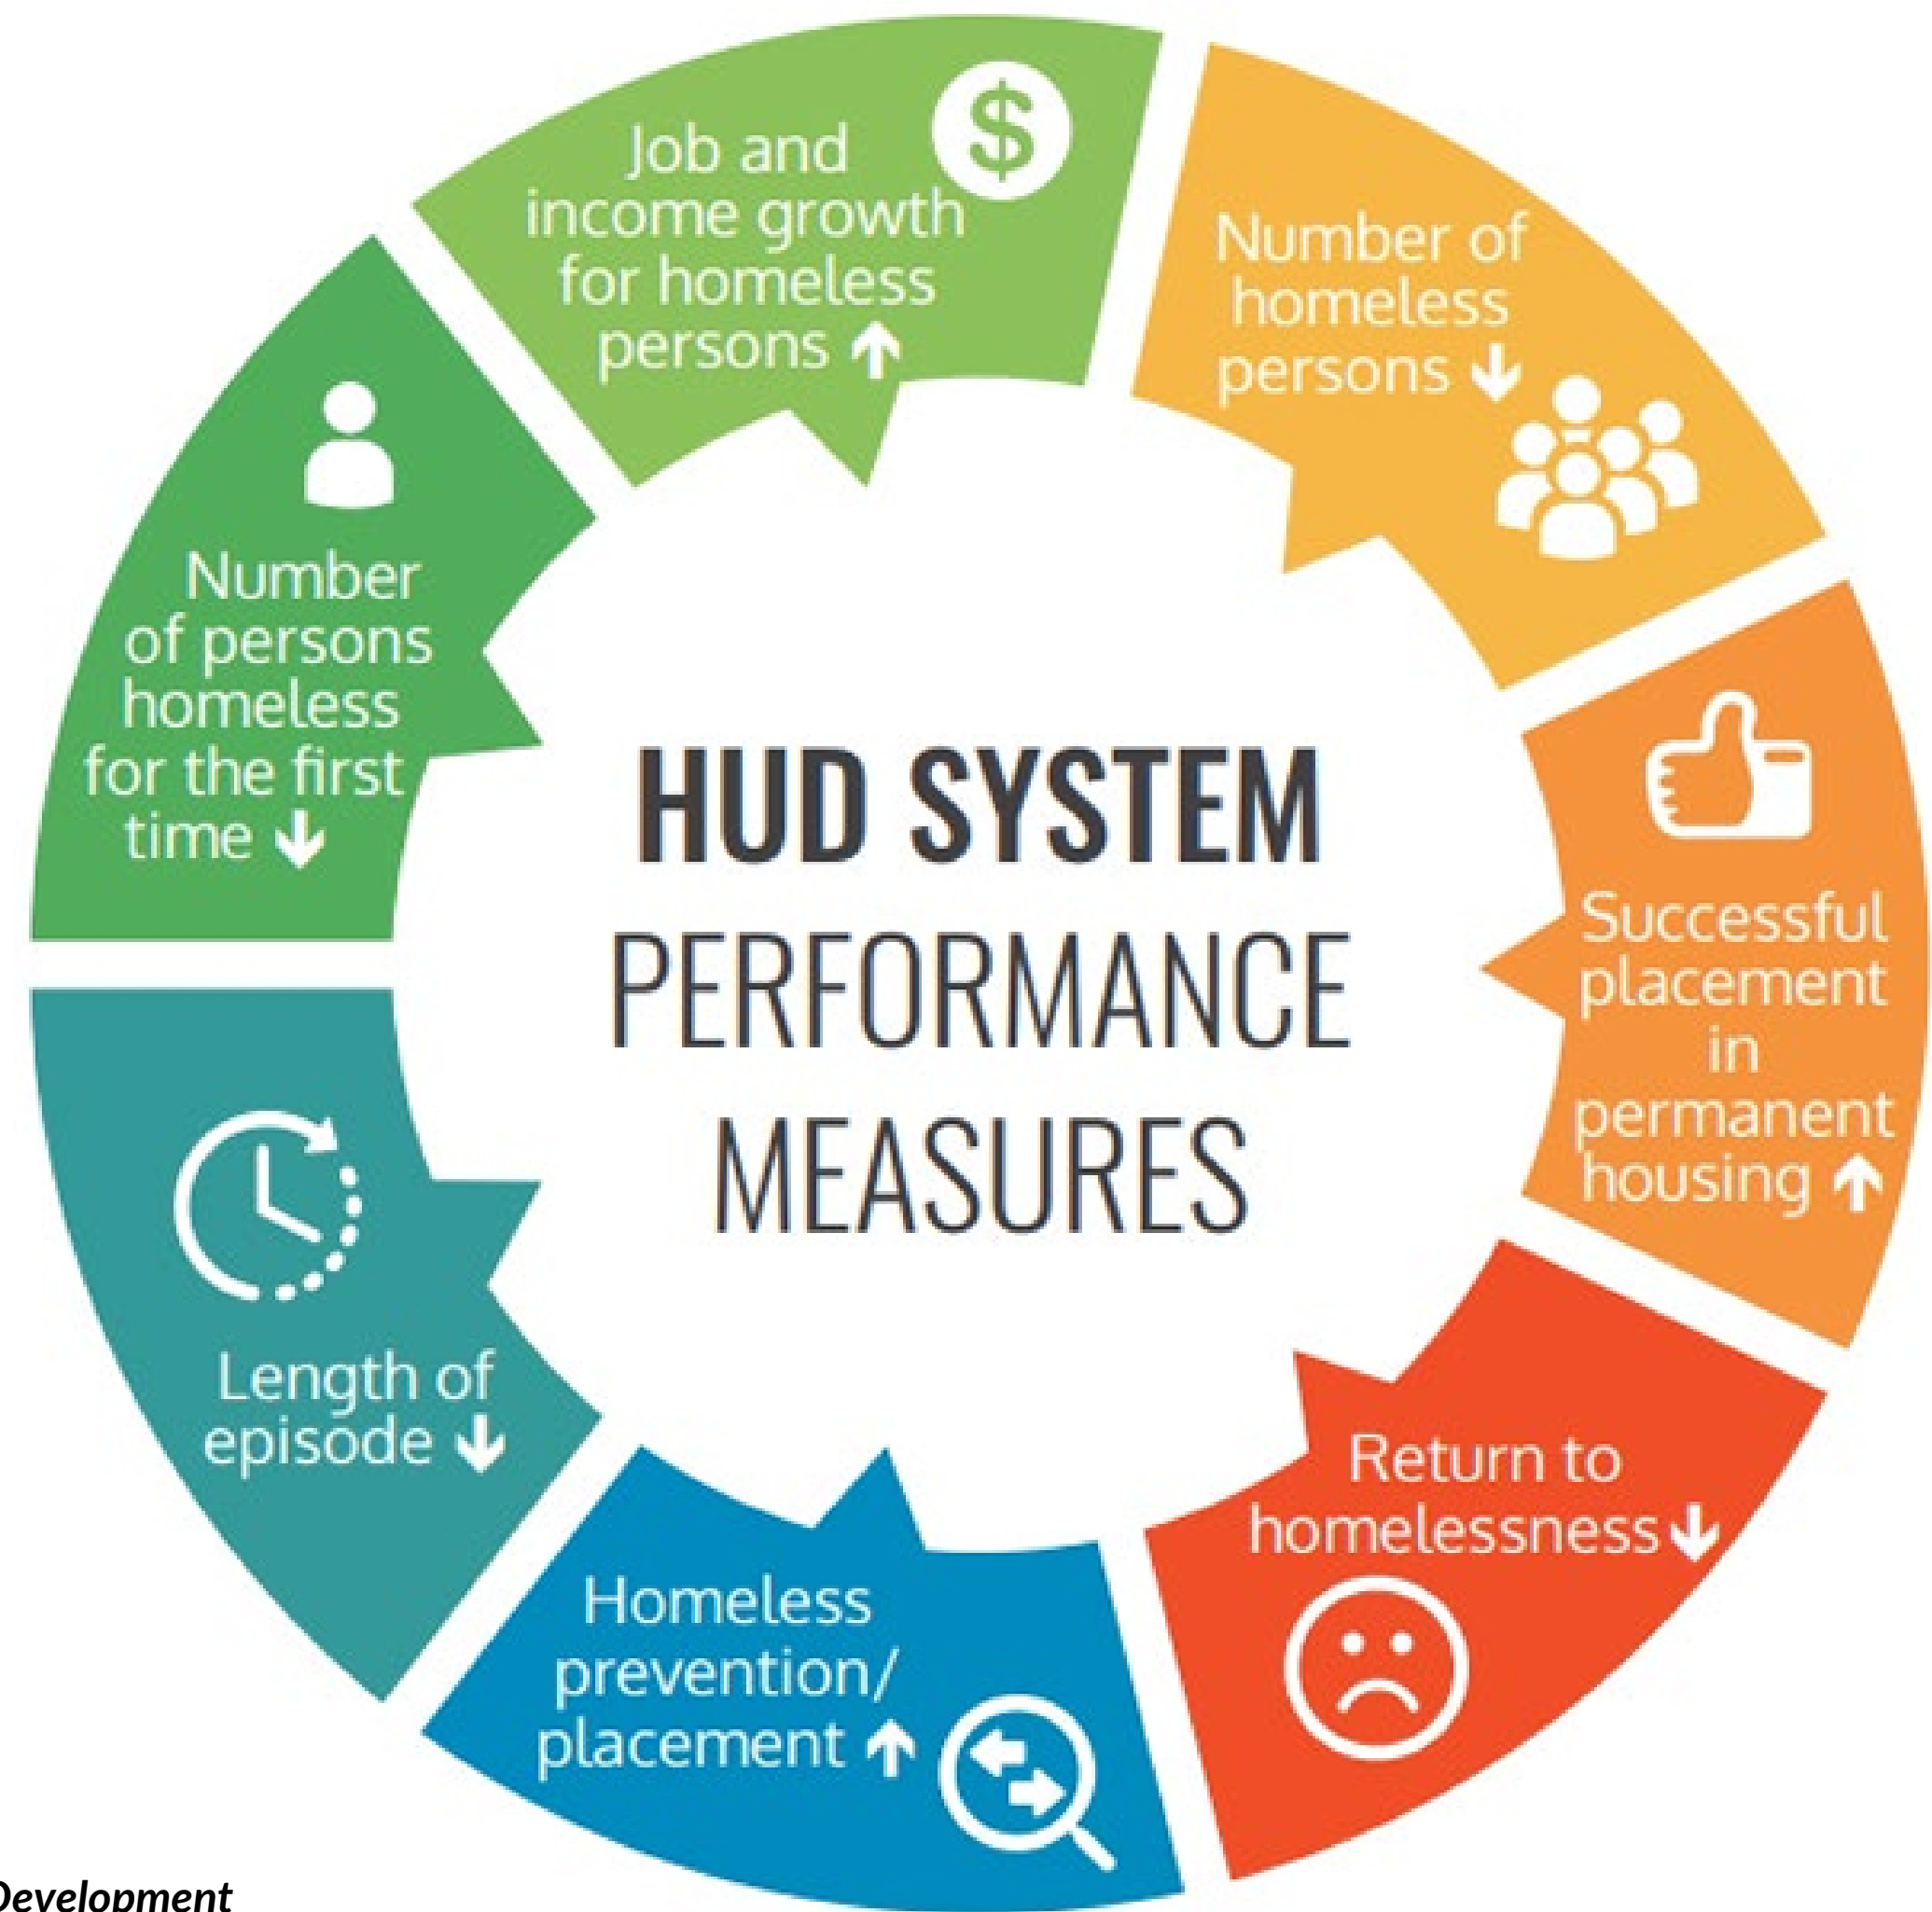 Job and
income growth
for homeless
persons ↑
Number of
homeless
persons ↓
Successful
placement
in
permanent
housing ↑
Return to
homelessness ↓
Homeless
prevention/
placement ↑
Length of
episode ↓
Number
of persons
homeless
for the first
time ↓
HUD SYSTEM
PERFORMANCE
MEASURES
Development